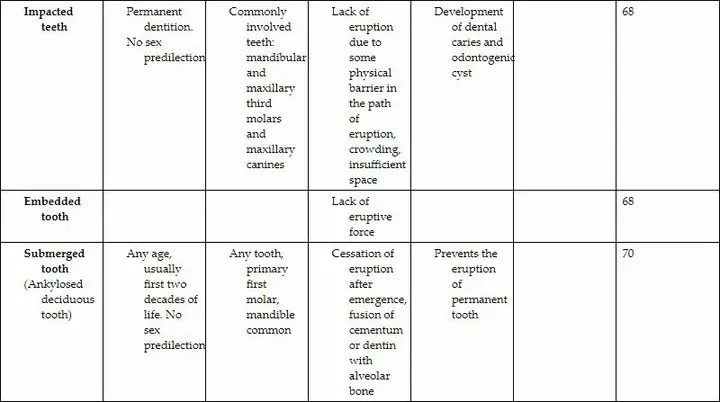 Impacted
teeth
Permanent
dentition.
No sex
predilection
Commonly
involved
teeth:
mandibular
and
maxillary
third
molars
and
maxillary
canines
Lack of
eruption
due to
some
physical
barrier in
the path
of
eruption,
crowding,
insufficient
space
Development
of dental
caries and
odontogenic
cyst
68
Embedded
tooth
Lack of
eruptive
force
68
Submerged
tooth
(Ankylosed
deciduous
tooth)
Any age,
usually
first two
decades of
life. No
sex
predilection
Any tooth,
primary
first
molar,
mandible
common
Cessation of
eruption
after
emergence,
fusion of
cementum
or dentin
with
alveolar
bone
Prevents the
eruption
of
permanent
tooth
70